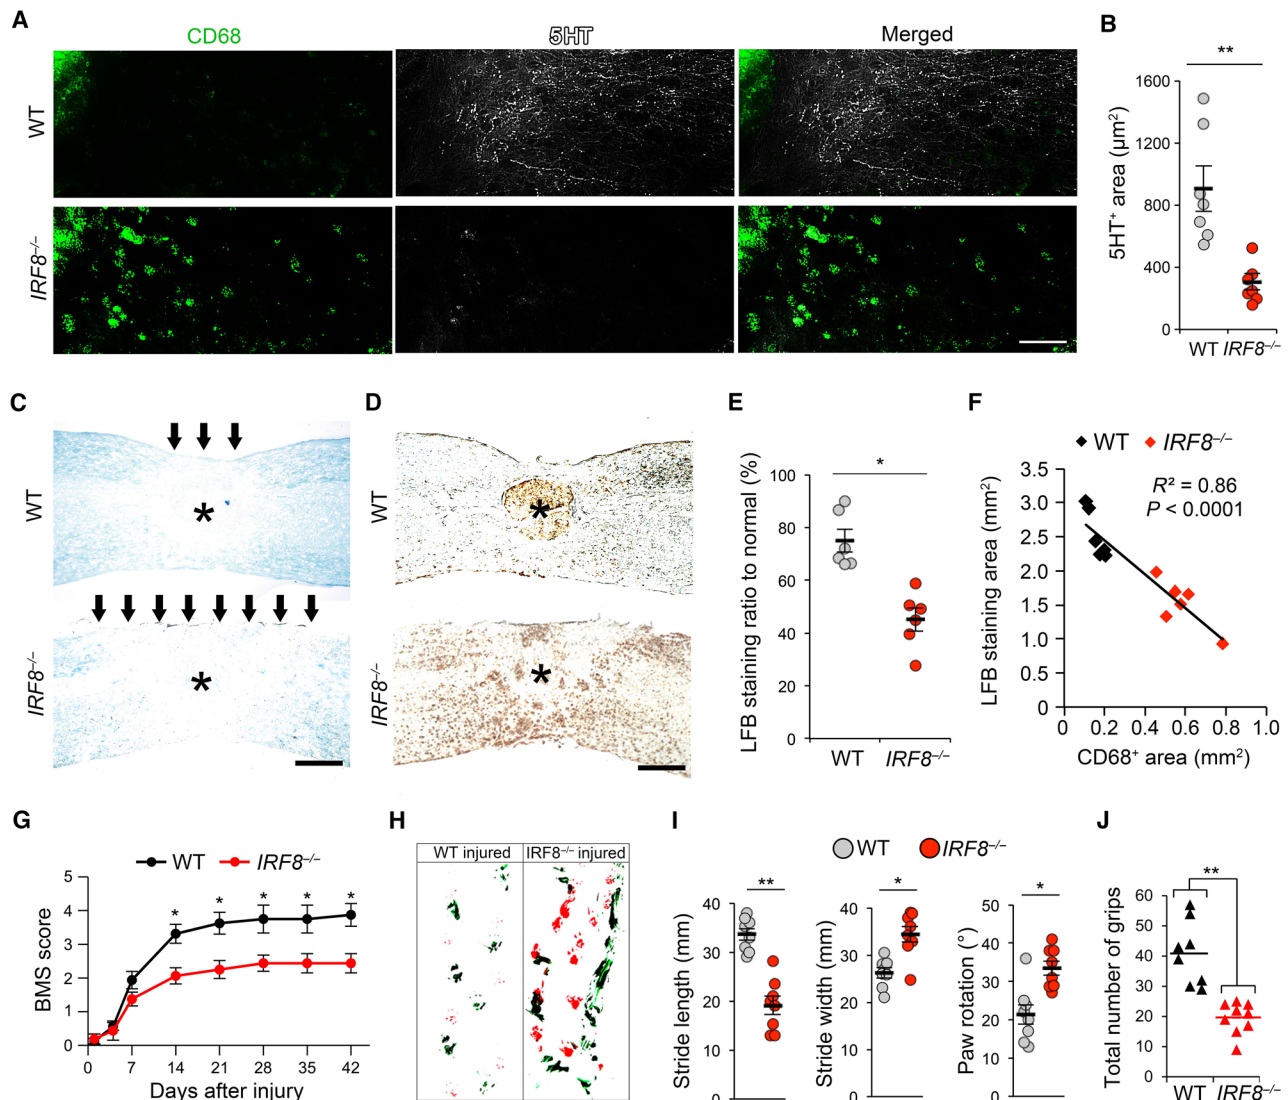 A
CD68
5HT
Merged
WT
IRF8–/–
B
**
5HT+ area (µm2)
1600
1200
800
400
0
WT IRF8–/–
C
WT
IRF8–/–
*
*
D
WT
IRF8–/–
*
*
E
*
LFB staining ratio to normal (%)
100
80
60
40
20
0
WT IRF8–/–
F
WT IRF8–/–
R2 = 0.86
P < 0.0001
LFB staining area (mm2)
3.5
3.0
2.5
2.0
1.5
1.0
0.5
0
0 0.2 0.4 0.6 0.8 1.0
CD68+ area (mm2)
G
WT IRF8–/–
BMS score
5
4
3
2
1
0
* * * * *
0 7 14 21 28 35 42
Days after injury
H
WT injured IRF8–/– injured
I
WT IRF8–/–
**
Stride length (mm)
40
30
20
10
0
*
Stride width (mm)
40
30
20
10
0
*
Paw rotation (°)
50
40
30
20
10
0
J
**
Total number of grips
60
50
40
30
20
10
0
WT IRF8–/–